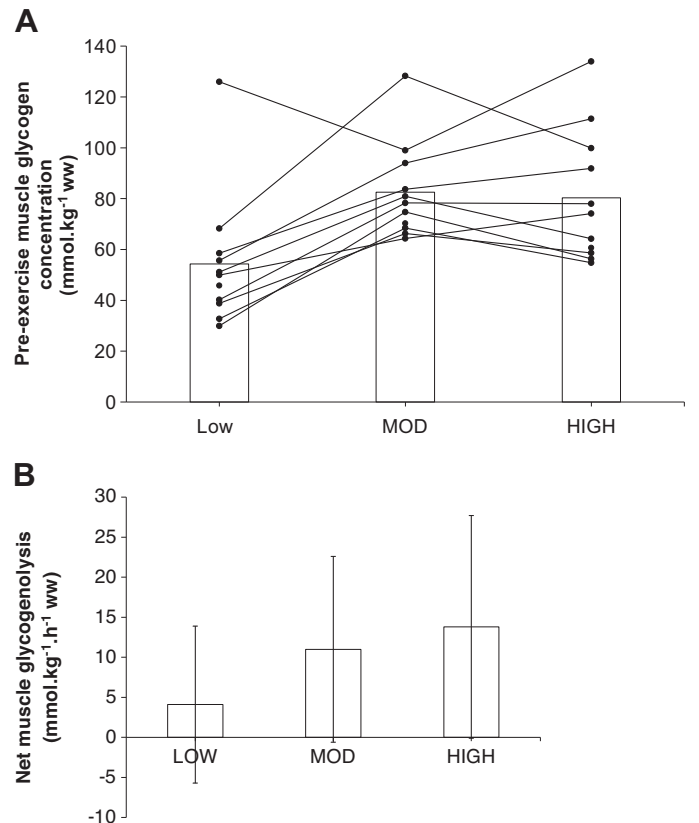 A
Pre-exercise muscle glycogen
concentration
(mmol.kg⁻¹ ww)
140
120
100
80
60
40
20
0
Low MOD HIGH
B
Net muscle glycogenolysis
(mmol.kg⁻¹.h⁻¹ ww)
30
25
20
15
10
5
0
-5
-10
LOW MOD HIGH